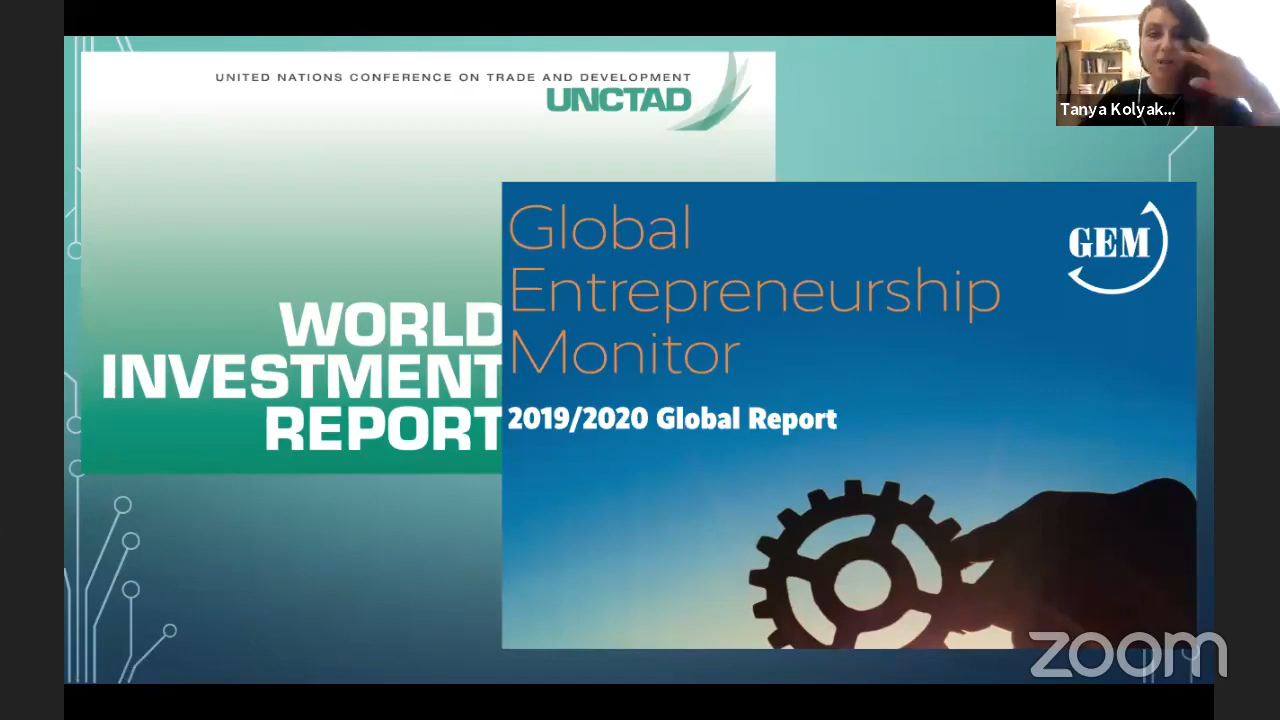 UNITED NATIONS CONFERENCE ON TRADE AND DEVELOPMENT
UNCTAD
WORLD
INVESTMENT
REPORT
Global
Entrepreneurship
Monitor
2019/2020 Global Report
GEM
Tanya Kolyak...
zoom